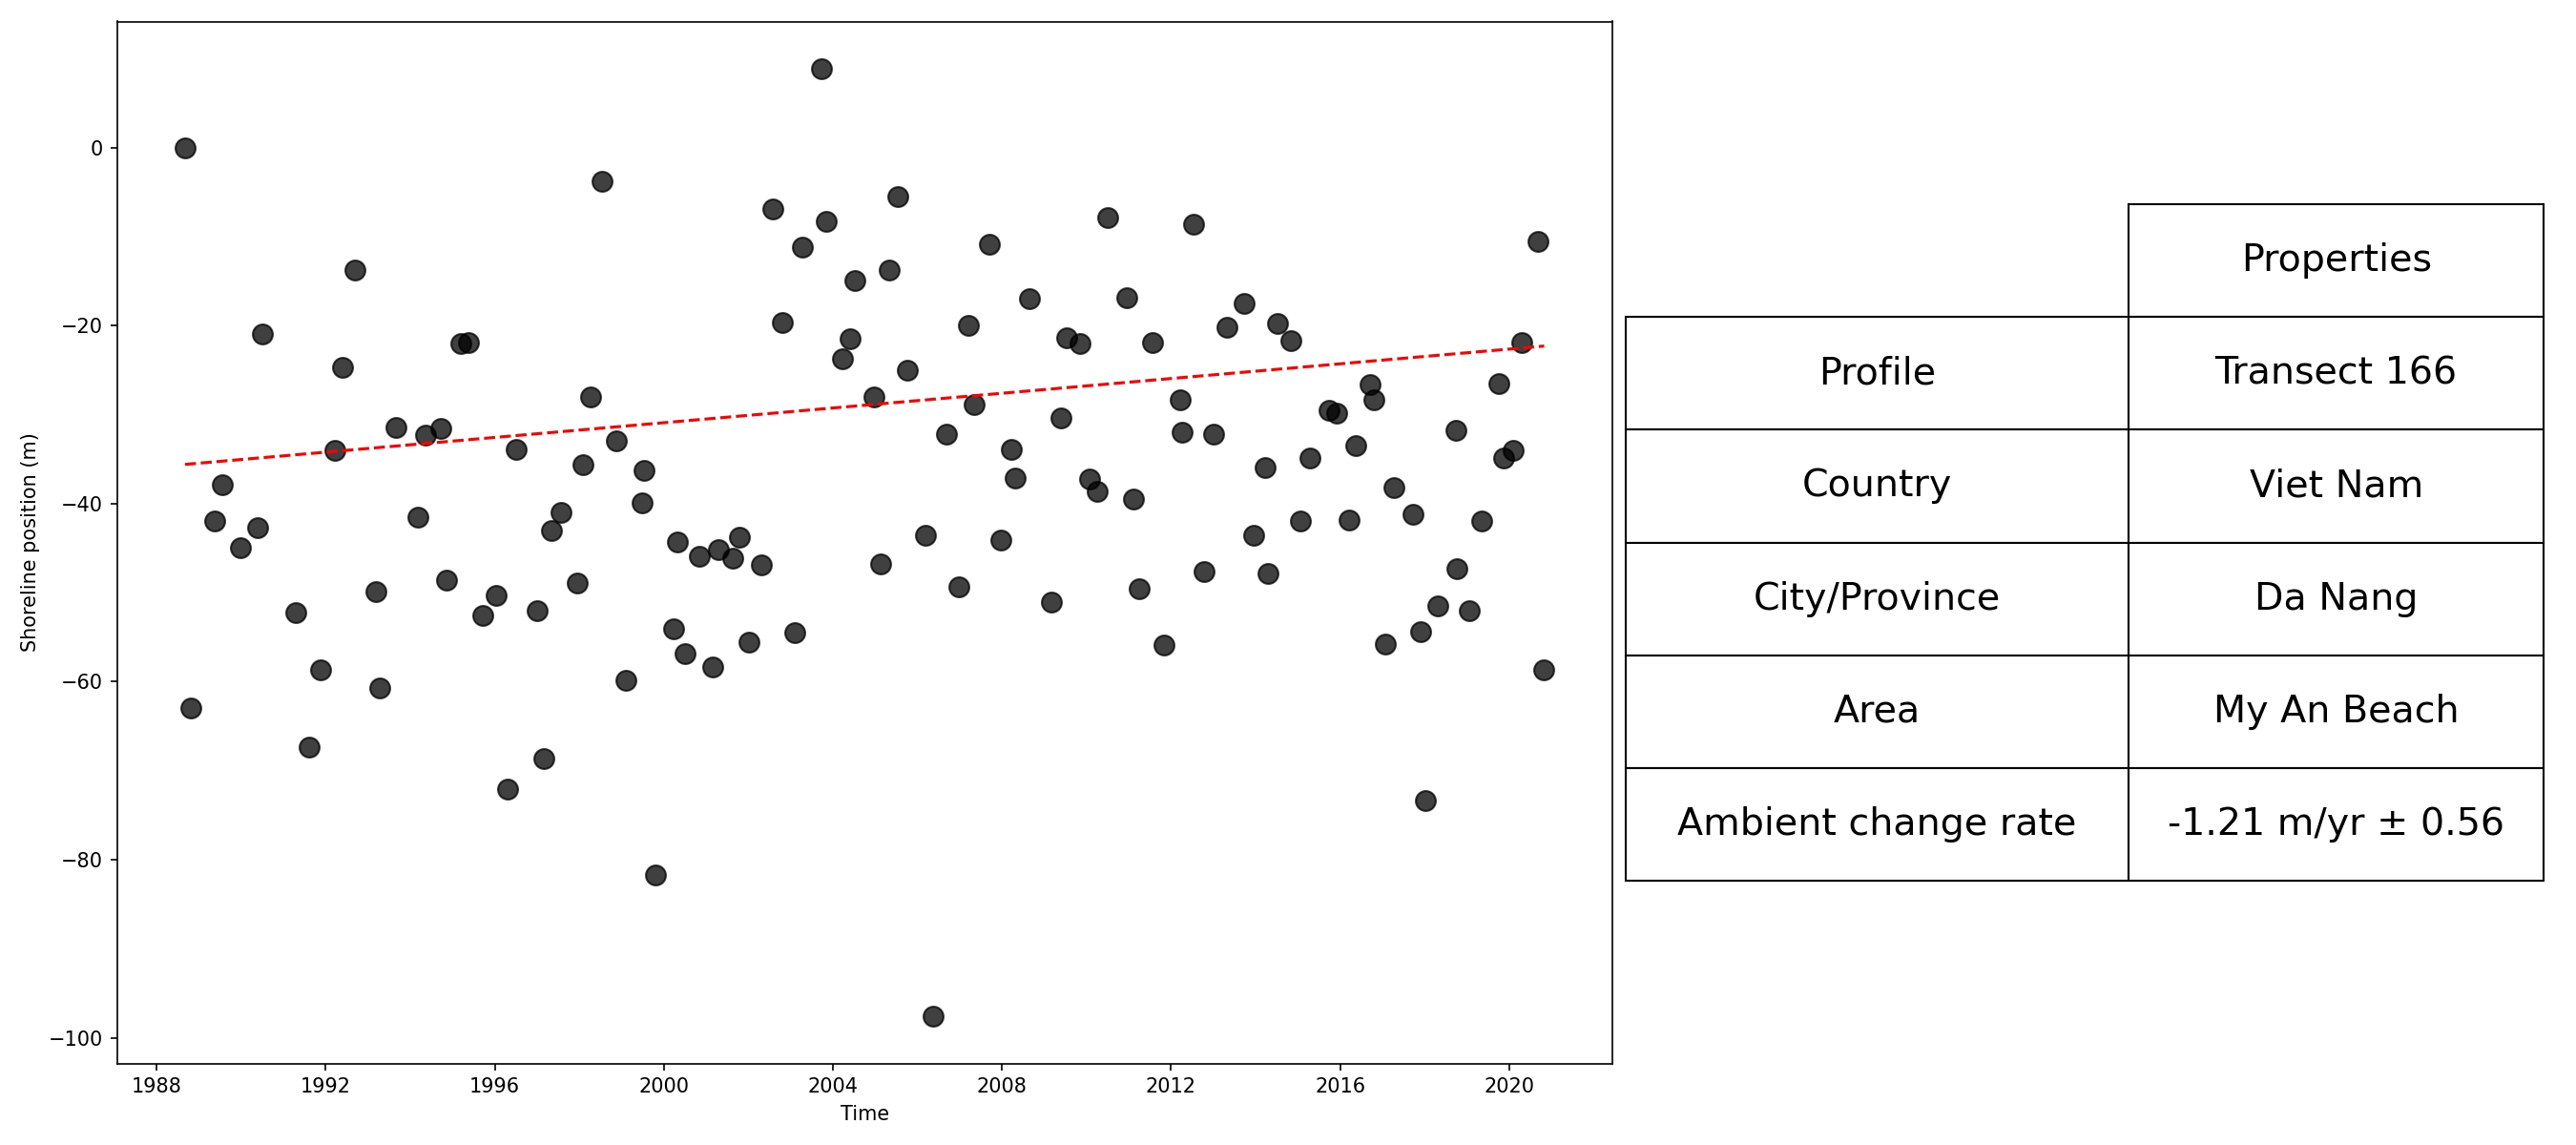 Shoreline position (m)
0
−20
−40
−60
−80
−100
1988 1992 1996 2000 2004 2008 2012 2016 2020
Time
Properties
Profile Transect 166
Country Viet Nam
City/Province Da Nang
Area My An Beach
Ambient change rate -1.21 m/yr ± 0.56